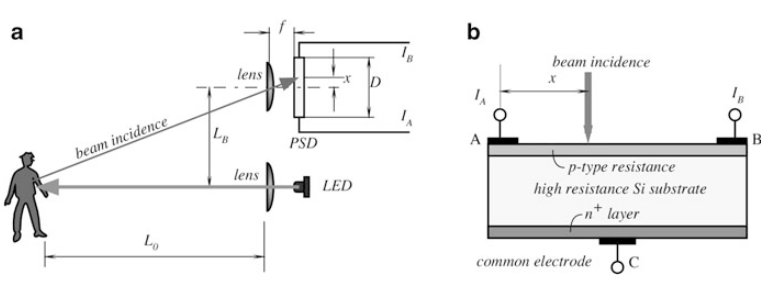 a
f
I_B
lens
x
D
beam incidence
L_B
I_A
PSD
lens
LED
L_0
b
beam incidence
x
I_A
I_B
A
B
p-type resistance
high resistance Si substrate
n^+ layer
common electrode
C